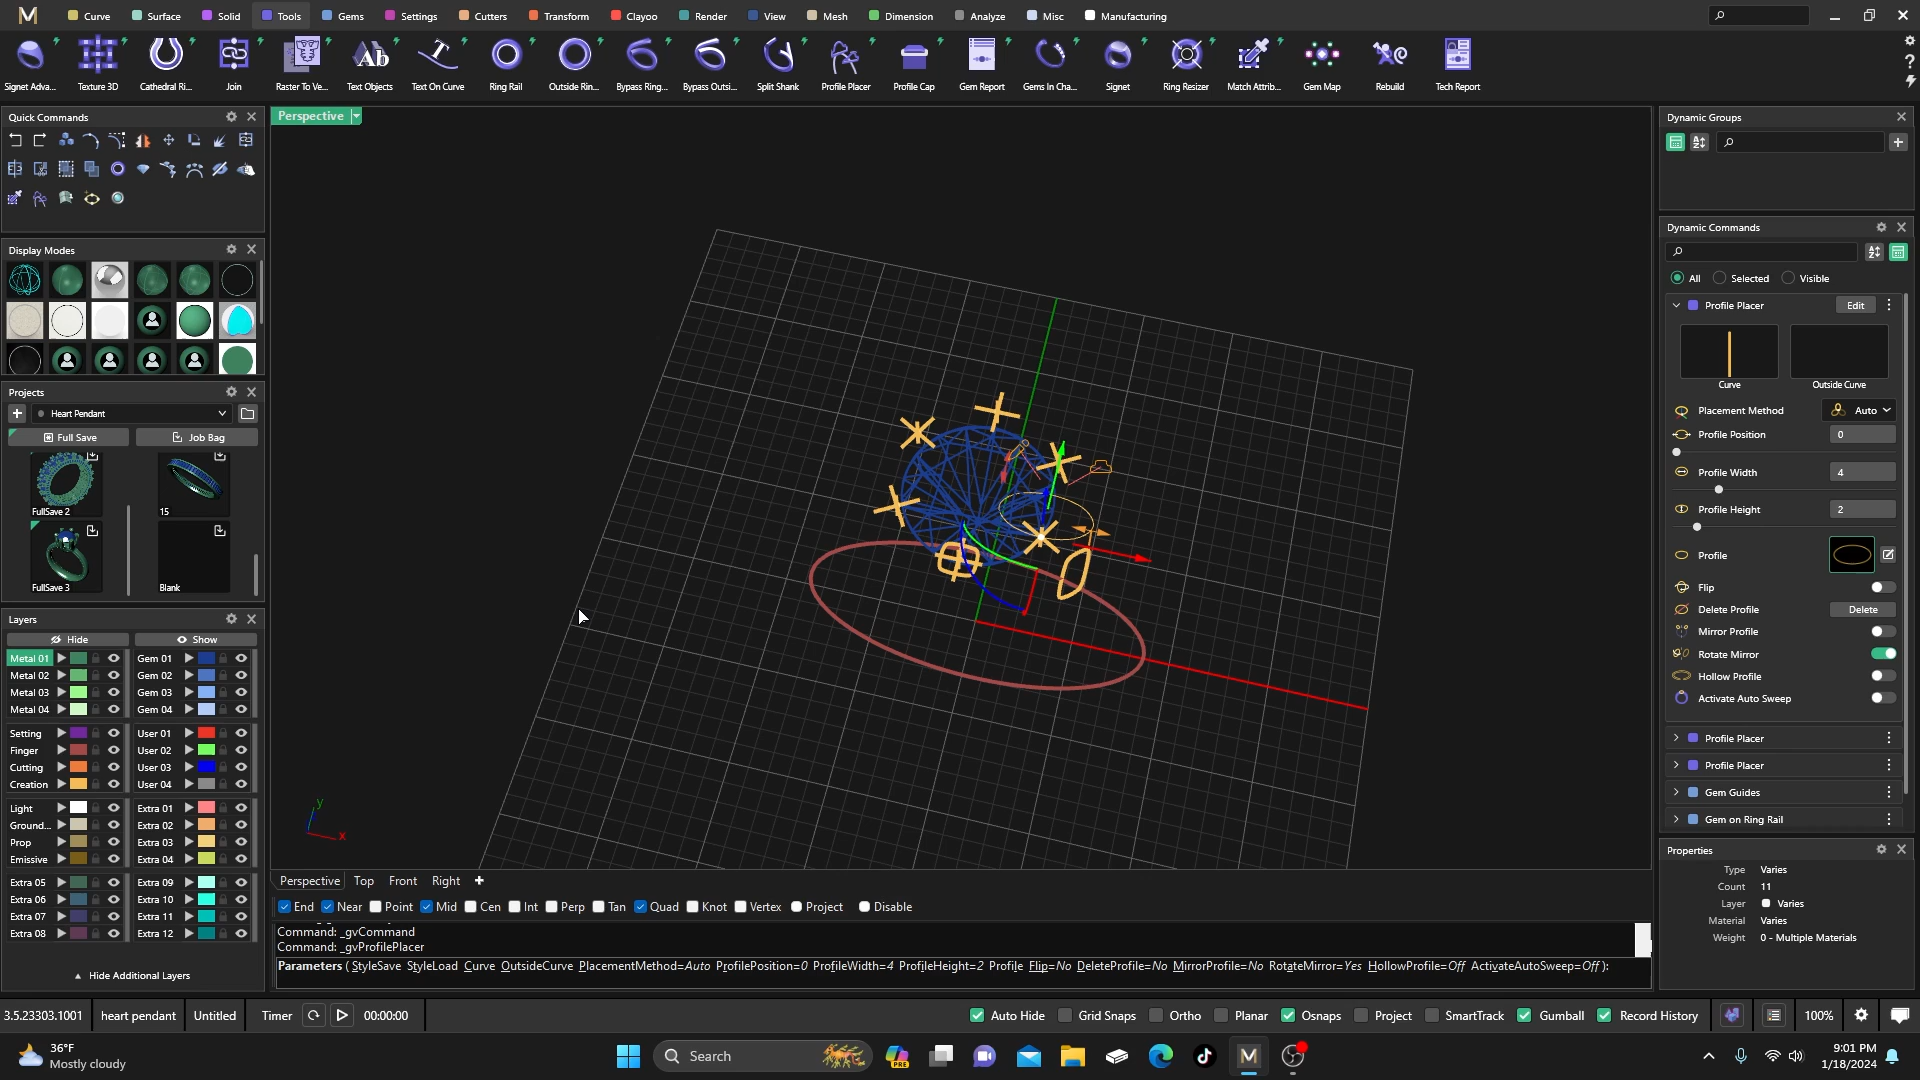 M Curve Surface Solid Tools Gems Settings Cutters Transform Clayoo Render View Mesh Dimension Analyze Misc Manufacturing
Signet Adva... Texture 3D Cathedral Ri... Join Raster To Ve... Text Objects Text On Curve Ring Rail Outside Rin... Bypass Ring... Bypass Outsi... Split Shank Profile Placer Profile Cap Gem Report Gems In Cha... Signet Ring Resizer Match Attrib... Gem Map Rebuild Tech Report
Quick Commands
Display Modes
Projects
Heart Pendant
Full Save Job Bag
FullSave 2 15
FullSave 3 Blank
Layers
Hide Show
Metal 01 Gem 01
Metal 02 Gem 02
Metal 03 Gem 03
Metal 04 Gem 04
Setting User 01
Finger User 02
Cutting User 03
Creation User 04
Light Extra 01
Ground... Extra 02
Prop Extra 03
Emissive Extra 04
Extra 05 Extra 09
Extra 06 Extra 10
Extra 07 Extra 11
Extra 08 Extra 12
Hide Additional Layers
Perspective
y
x
Perspective Top Front Right
End Near Point Mid Cen Int Perp Tan Quad Knot Vertex Project Disable
Command: _gvCommand
Command: _gvProfilePlacer
Parameters ( StyleSave StyleLoad Curve OutsideCurve PlacementMethod=Auto ProfilePosition=0 ProfileWidth=4 ProfileHeight=2 Profile Flip=No DeleteProfile=No MirrorProfile=No RotateMirror=Yes HollowProfile=Off ActivateAutoSweep=Off ):
Dynamic Groups
Dynamic Commands
All Selected Visible
Profile Placer Edit
Curve Outside Curve
Placement Method Auto
Profile Position 0
Profile Width 4
Profile Height 2
Profile
Flip
Delete Profile Delete
Mirror Profile
Rotate Mirror
Hollow Profile
Activate Auto Sweep
Profile Placer
Profile Placer
Gem Guides
Gem on Ring Rail
Properties
Type Varies
Count 11
Layer Varies
Material Varies
Weight 0 - Multiple Materials
3.5.23303.1001 heart pendant Untitled Timer 00:00:00 Auto Hide Grid Snaps Ortho Planar Osnaps Project SmartTrack Gumball Record History 100%
36°F
Mostly cloudy
Search
PRE
M
9:01 PM
1/18/2024